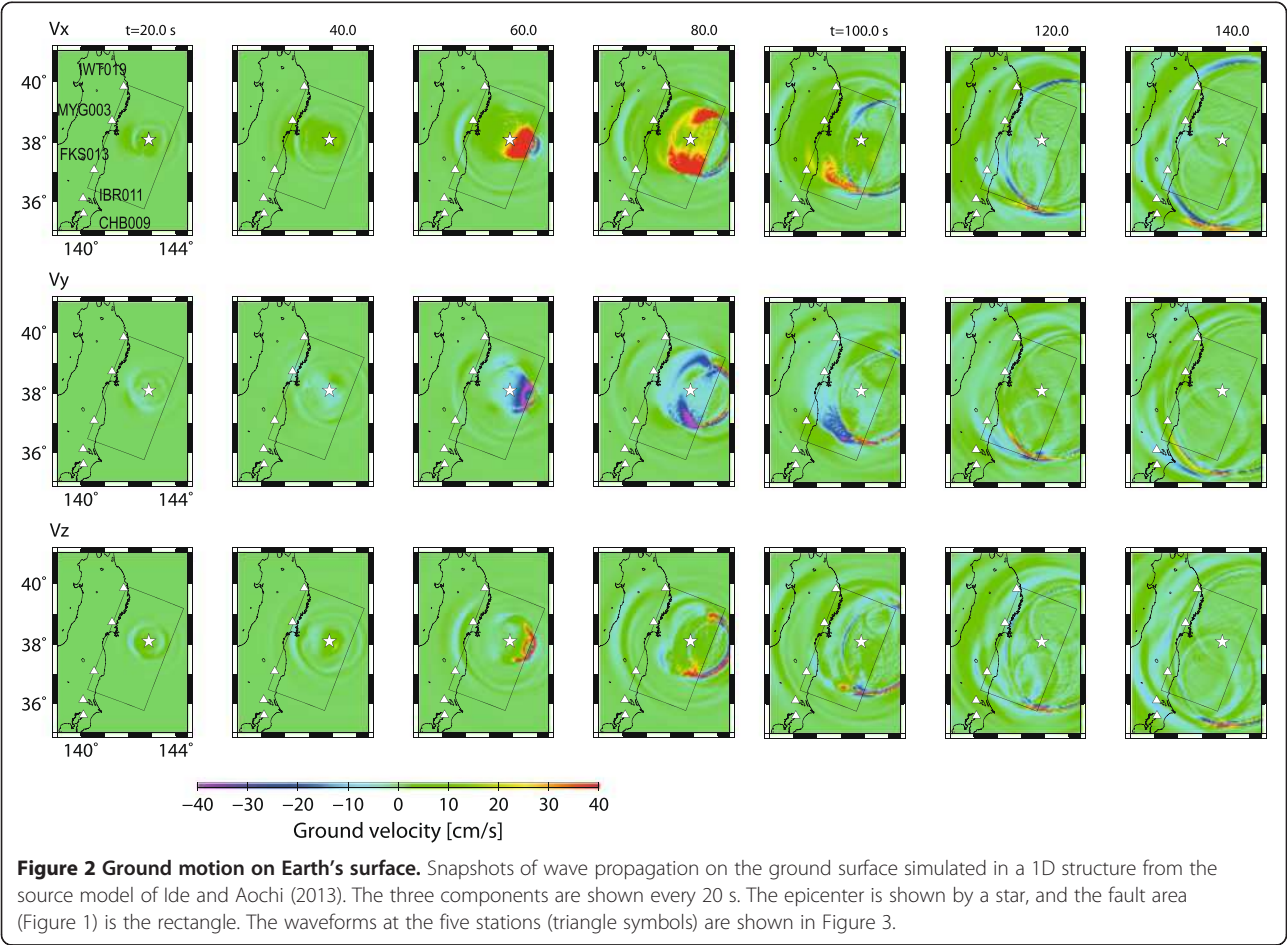 Vx
t=20.0 s 40.0 60.0 80.0 t=100.0 s 120.0 140.0
40˚
IWT019
MYG003
38˚
FKS013
36˚
IBR011
CHB009
140˚ 144˚
Vy
40˚
38˚
36˚
140˚ 144˚
Vz
40˚
38˚
36˚
140˚ 144˚
−40 −30 −20 −10 0 10 20 30 40
Ground velocity [cm/s]
Figure 2 Ground motion on Earth's surface. Snapshots of wave propagation on the ground surface simulated in a 1D structure from the
source model of Ide and Aochi (2013). The three components are shown every 20 s. The epicenter is shown by a star, and the fault area
(Figure 1) is the rectangle. The waveforms at the five stations (triangle symbols) are shown in Figure 3.